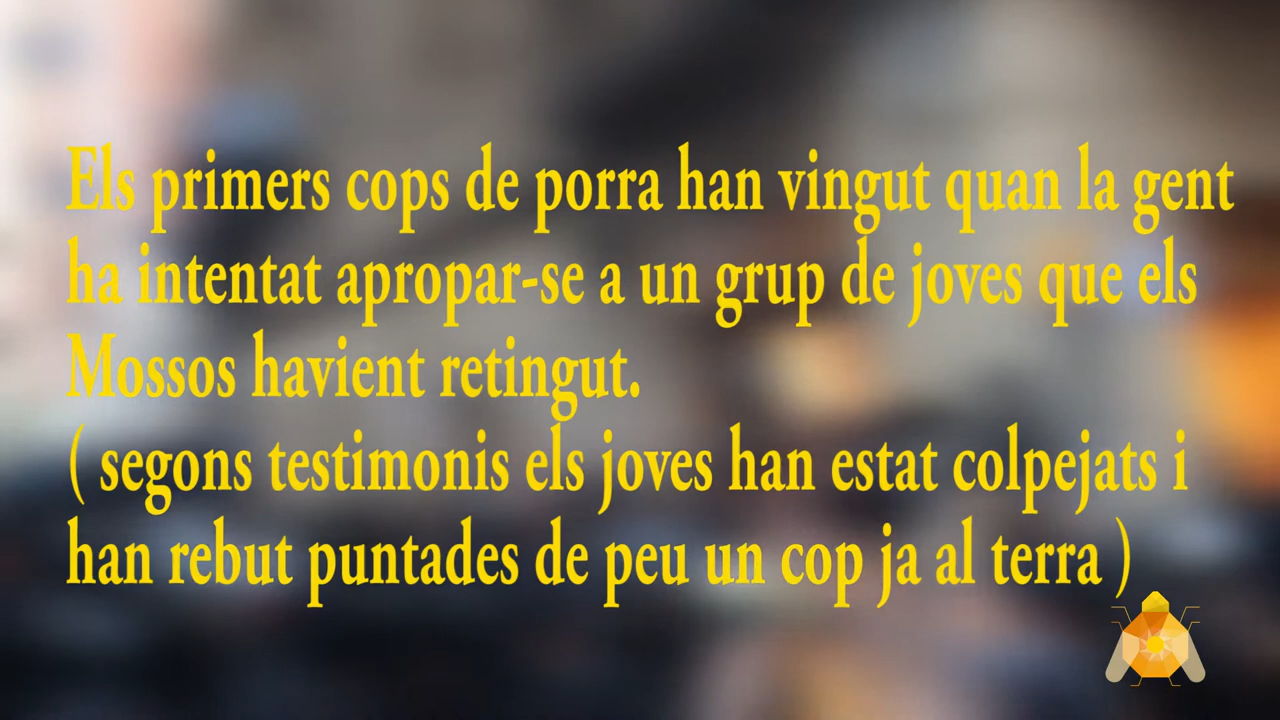 Els primers cops de porra han vingut quan la gent
ha intentat apropar-se a un grup de joves que els
Mossos havient retingut.
( segons testimonis els joves han estat colpejats i
han rebut puntades de peu un cop ja al terra )